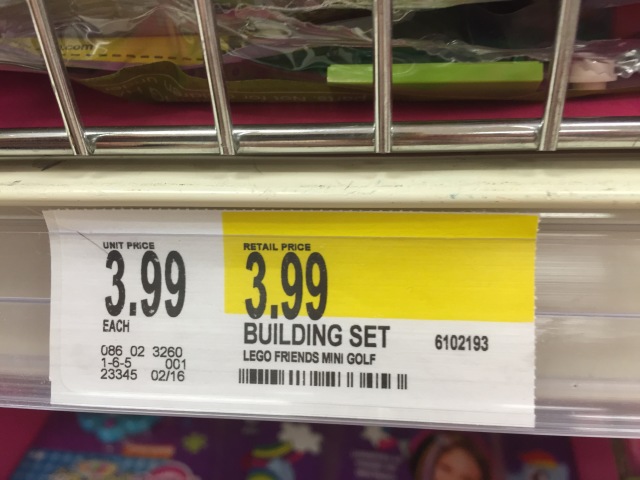 .com
UNIT PRICE
3.99
EACH
086 02 3260
1-6-5 001
23345 02/16
RETAIL PRICE
3.99
BUILDING SET 6102193
LEGO FRIENDS MINI GOLF